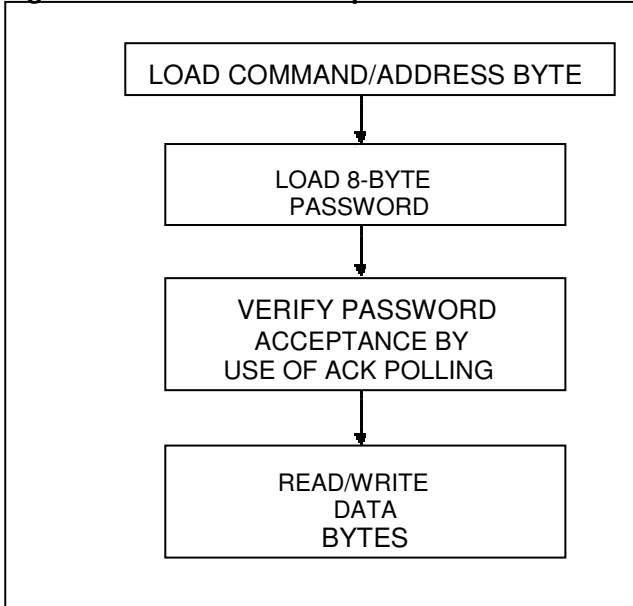 LOAD COMMAND/ADDRESS BYTE
LOAD 8-BYTE
PASSWORD
VERIFY PASSWORD
ACCEPTANCE BY
USE OF ACK POLLING
READ/WRITE
DATA
BYTES